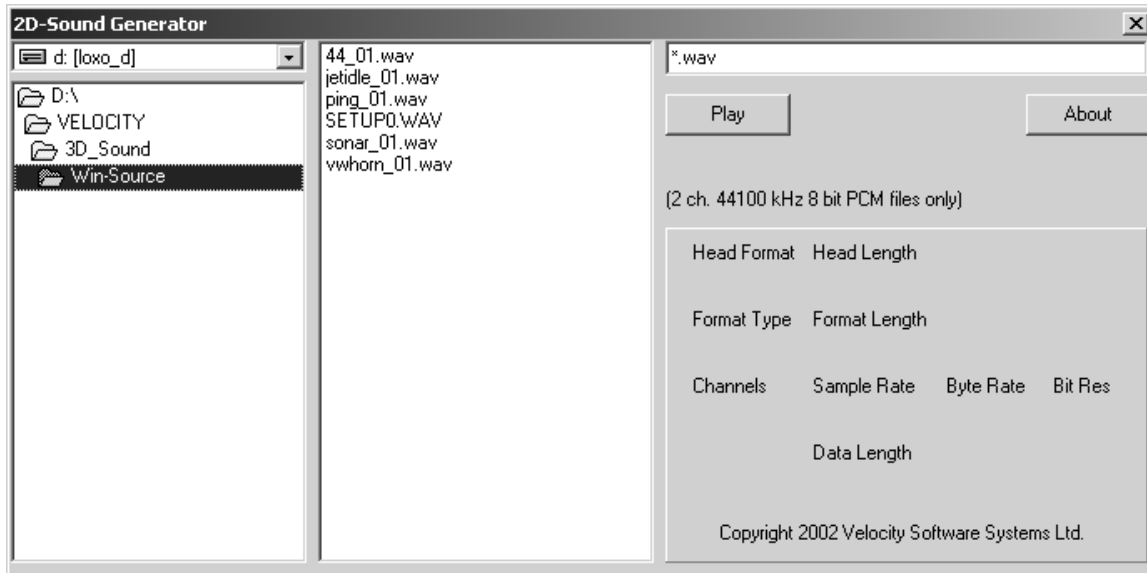 2D-Sound Generator
d: [loxo_d]
D:\
VELOCITY
3D_Sound
Win-Source
44_01.wav
jetidle_01.wav
ping_01.wav
SETUP0.WAV
sonar_01.wav
vwhorn_01.wav
*.wav
Play
About
(2 ch. 44100 kHz 8 bit PCM files only)
Head Format Head Length
Format Type Format Length
Channels Sample Rate Byte Rate Bit Res
Data Length
Copyright 2002 Velocity Software Systems Ltd.